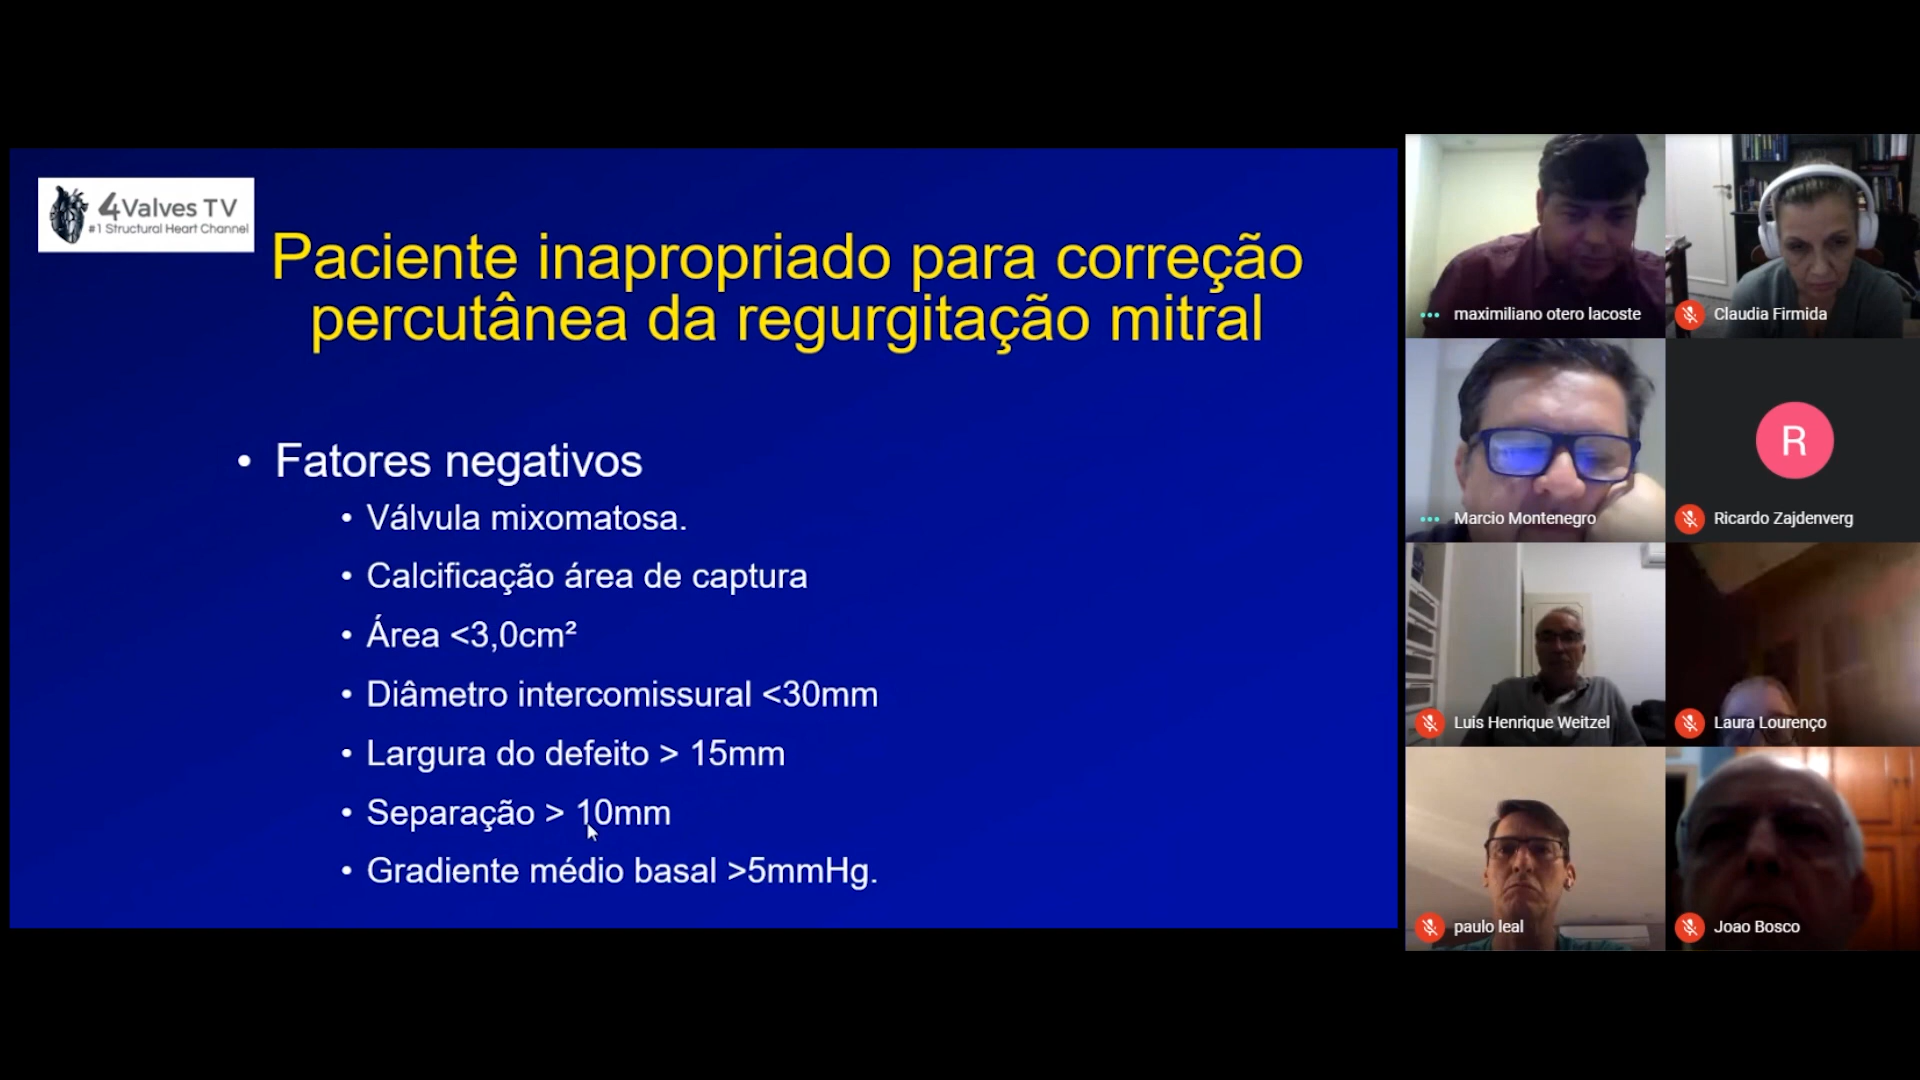 4Valves TV
#1 Structural Heart Channel
Paciente inapropriado para correção
percutânea da regurgitação mitral
• Fatores negativos
• Válvula mixomatosa.
• Calcificação área de captura
• Área <3,0cm²
• Diâmetro intercomissural <30mm
• Largura do defeito > 15mm
• Separação > 10mm
• Gradiente médio basal >5mmHg.
maximiliano otero lacoste
Claudia Firmida
Marcio Montenegro
R
Ricardo Zajdenverg
Luis Henrique Weitzel
Laura Lourenço
paulo leal
Joao Bosco